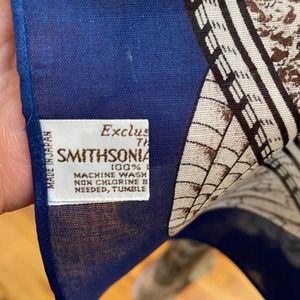 Exclus
Th
SMITHSONIA
100%
MACHINE WASH
NON CHLORINE B
NEEDED, TUMBLE
MADE IN JAPAN